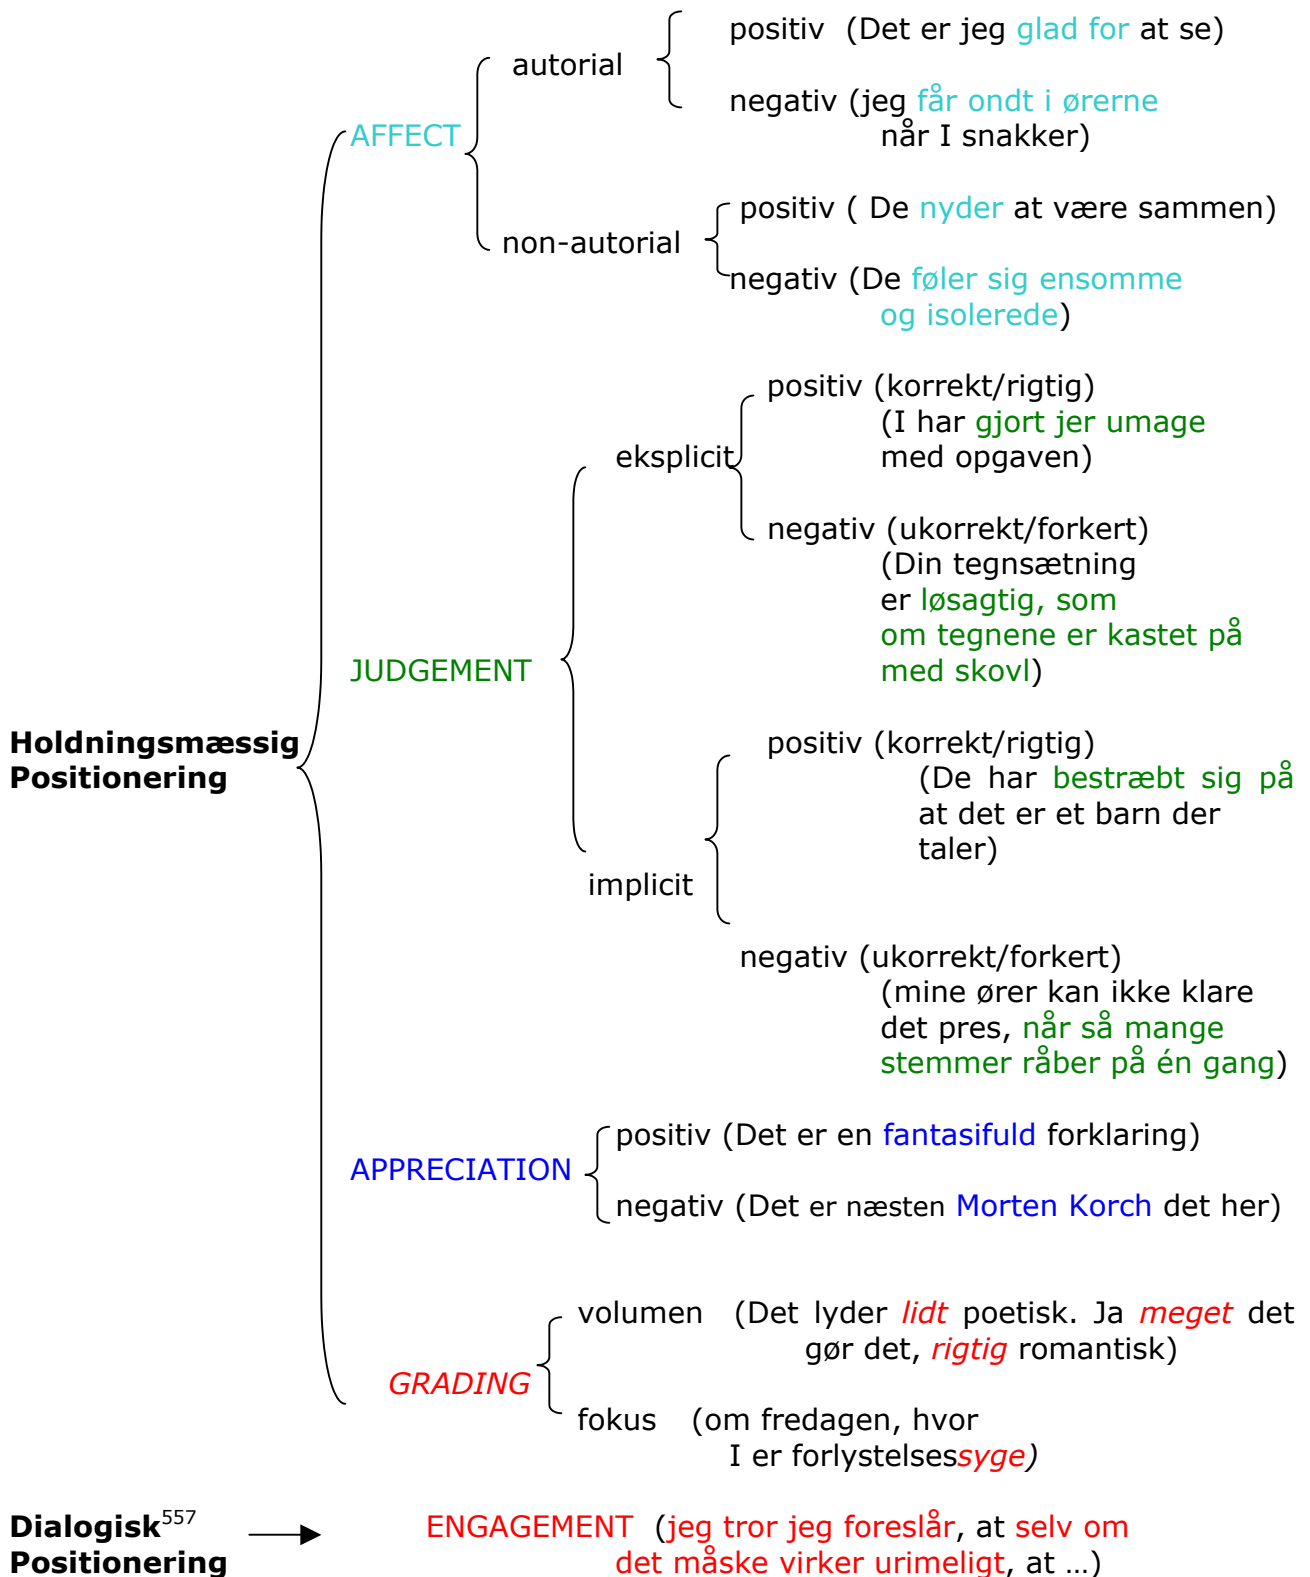 positiv (Det er jeg glad for at se)
autorial
negativ (jeg får ondt i ørerne
når I snakker)
AFFECT
positiv ( De nyder at være sammen)
non-autorial
negativ (De føler sig ensomme
og isolerede)
positiv (korrekt/rigtig)
(I har gjort jer umage
med opgaven)
eksplicit
negativ (ukorrekt/forkert)
(Din tegnsætning
er løsagtig, som
om tegnene er kastet på
med skovl)
JUDGEMENT
Holdningsmæssig
Positionering
positiv (korrekt/rigtig)
(De har bestræbt sig på
at det er et barn der
taler)
implicit
negativ (ukorrekt/forkert)
(mine ører kan ikke klare
det pres, når så mange
stemmer råber på én gang)
positiv (Det er en fantasifuld forklaring)
APPRECIATION
negativ (Det er næsten Morten Korch det her)
volumen (Det lyder lidt poetisk. Ja meget det
gør det, rigtig romantisk)
GRADING
fokus (om fredagen, hvor
I er forlystelsessyge)
Dialogisk557
Positionering
ENGAGEMENT (jeg tror jeg foreslår, at selv om
det måske virker urimeligt, at …)